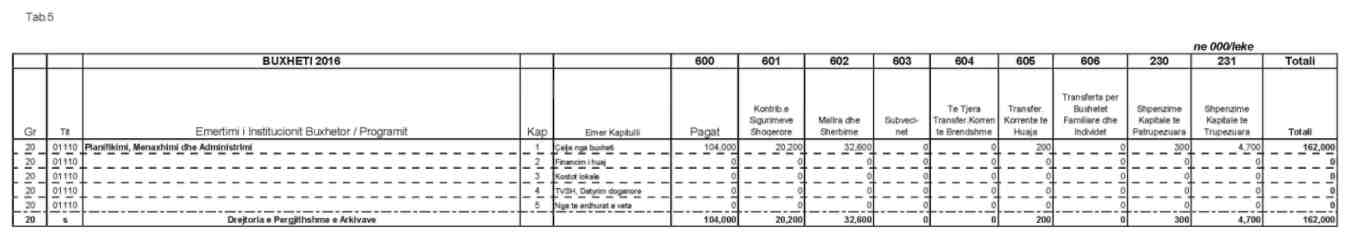 Tab.5
ne 000/leke
BUXHETI 2016 600 601 602 603 604 605 606 230 231 Totali
Gr Tit Emertimi i Institucionit Buxhetor / Programit Kap Emer Kapitulli Pagat Kontrib.e Sigurimeve Shoqerore Mallra dhe Sherbime Subvecionet Te Tjera Transfer.Korren te Brendshme Transfer. Korrente te Huaja Transferta per Buxhetet Familiare dhe Individet Shpenzime Kapitale te Patrupezuara Shpenzime Kapitale te Trupezuara Totali
20 01110 Planifikimi, Menaxhimi dhe Administrimi 1 Celje nga buxheti 104,000 20,200 32,600 0 0 200 0 300 4,700 162,000
20 01110 2 Financim i huaj 0 0 0 0 0 0 0 0 0 0
20 01110 3 Kostot lokale 0 0 0 0 0 0 0 0 0 0
20 01110 4 TVSH, Detyrim doganore 0 0 0 0 0 0 0 0 0 0
20 01110 5 Nga te ardhurat e veta 0 0 0 0 0 0 0 0 0 0
20 s Drejtoria e Pergjithshme e Arkivave 104,000 20,200 32,600 0 0 200 0 300 4,700 162,000